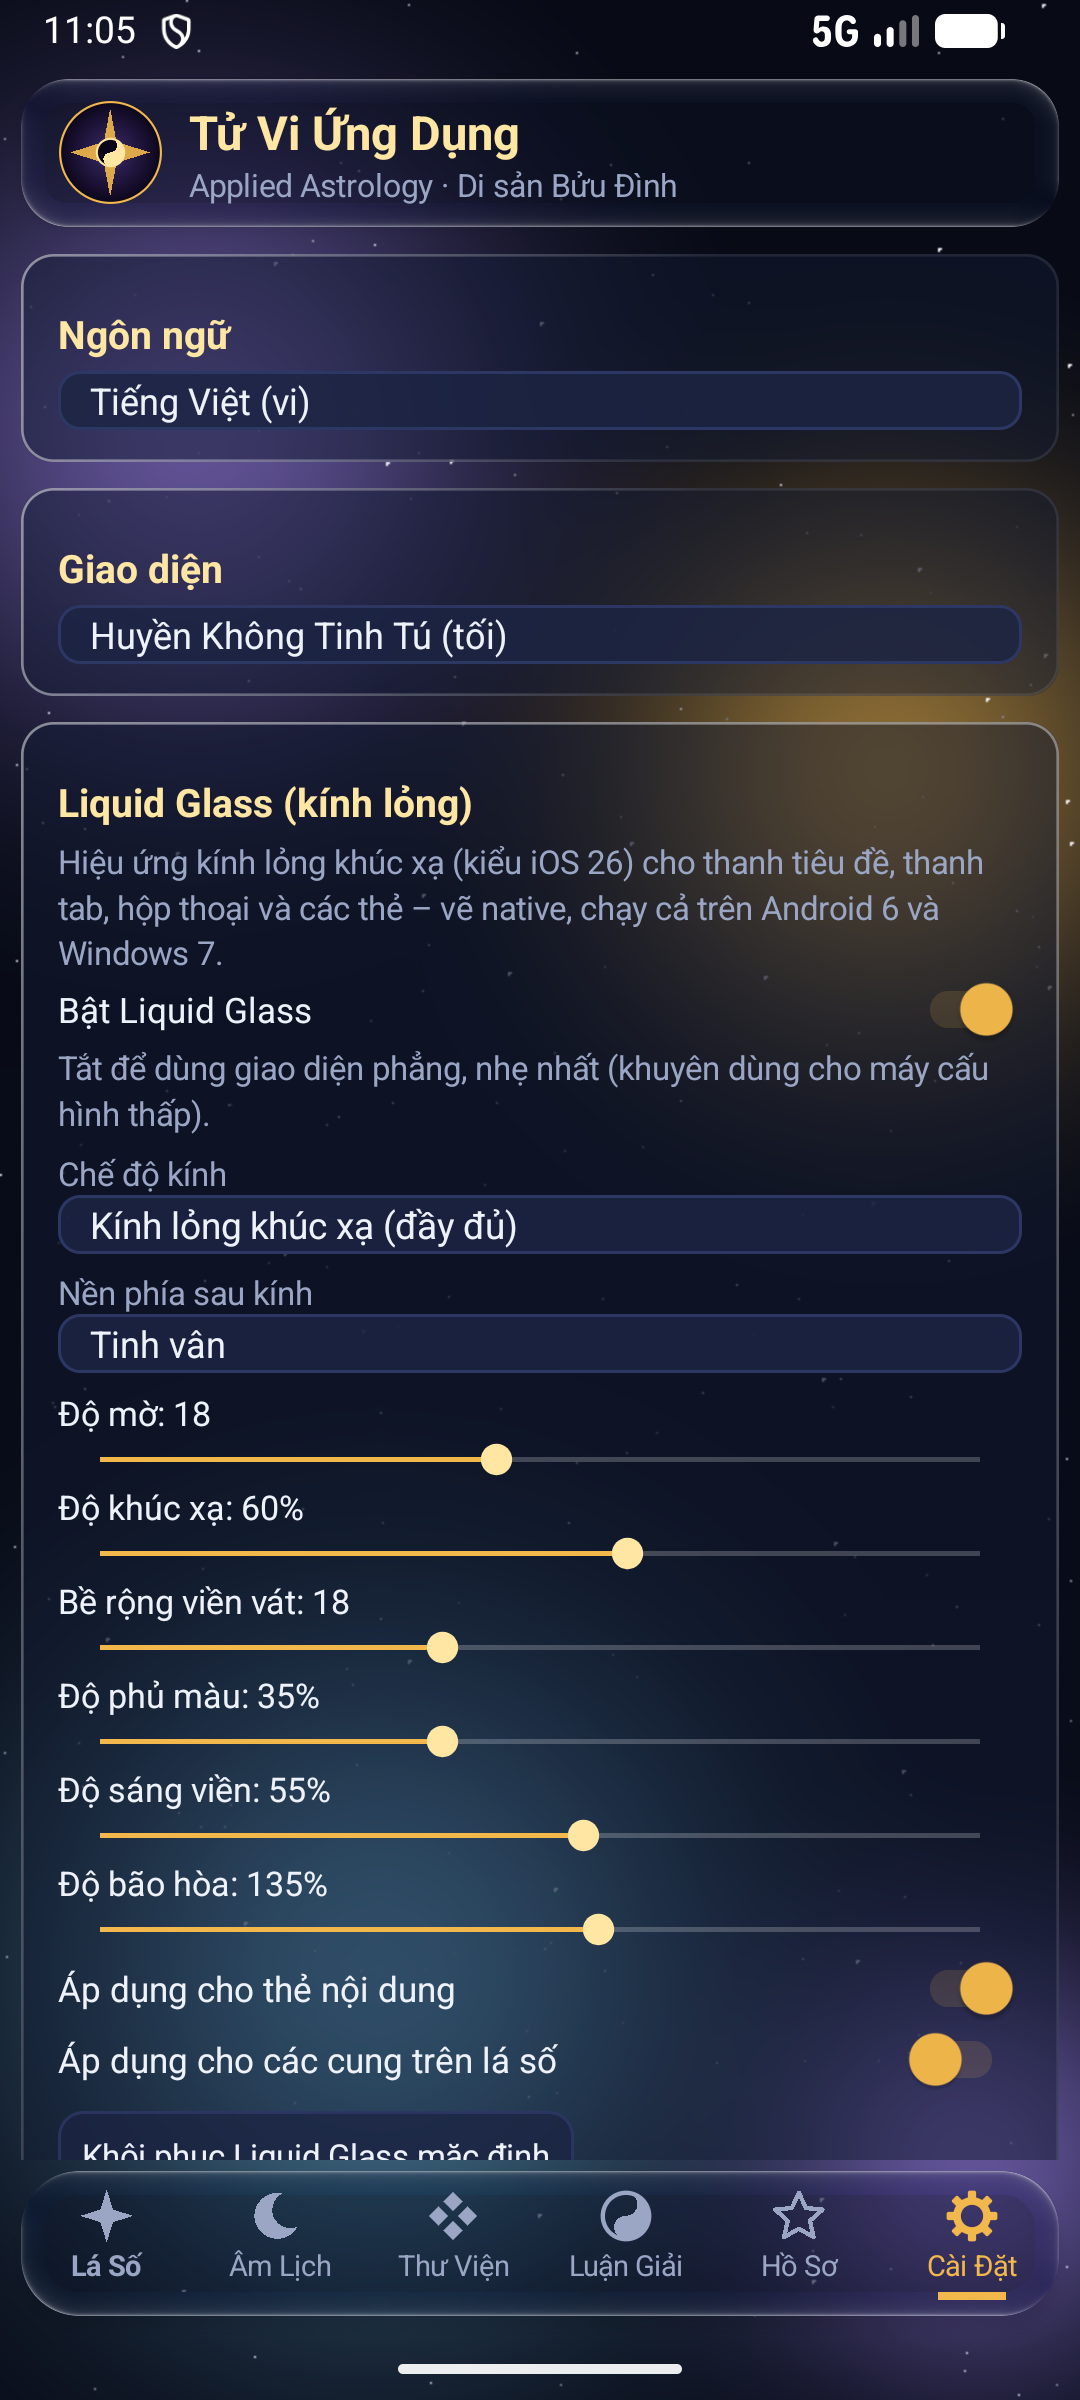 11:05
5G
Tử Vi Ứng Dụng
Applied Astrology · Di sản Bửu Đình
Ngôn ngữ
Tiếng Việt (vi)
Giao diện
Huyền Không Tinh Tú (tối)
Liquid Glass (kính lỏng)
Hiệu ứng kính lỏng khúc xạ (kiểu iOS 26) cho thanh tiêu đề, thanh
tab, hộp thoại và các thẻ – vẽ native, chạy cả trên Android 6 và
Windows 7.
Bật Liquid Glass
Tắt để dùng giao diện phẳng, nhẹ nhất (khuyên dùng cho máy cấu
hình thấp).
Chế độ kính
Kính lỏng khúc xạ (đầy đủ)
Nền phía sau kính
Tinh vân
Độ mờ: 18
Độ khúc xạ: 60%
Bề rộng viền vát: 18
Độ phủ màu: 35%
Độ sáng viền: 55%
Độ bão hòa: 135%
Áp dụng cho thẻ nội dung
Áp dụng cho các cung trên lá số
Khôi phục Liquid Glass mặc định
Lá Số
Âm Lịch
Thư Viện
Luận Giải
Hồ Sơ
Cài Đặt